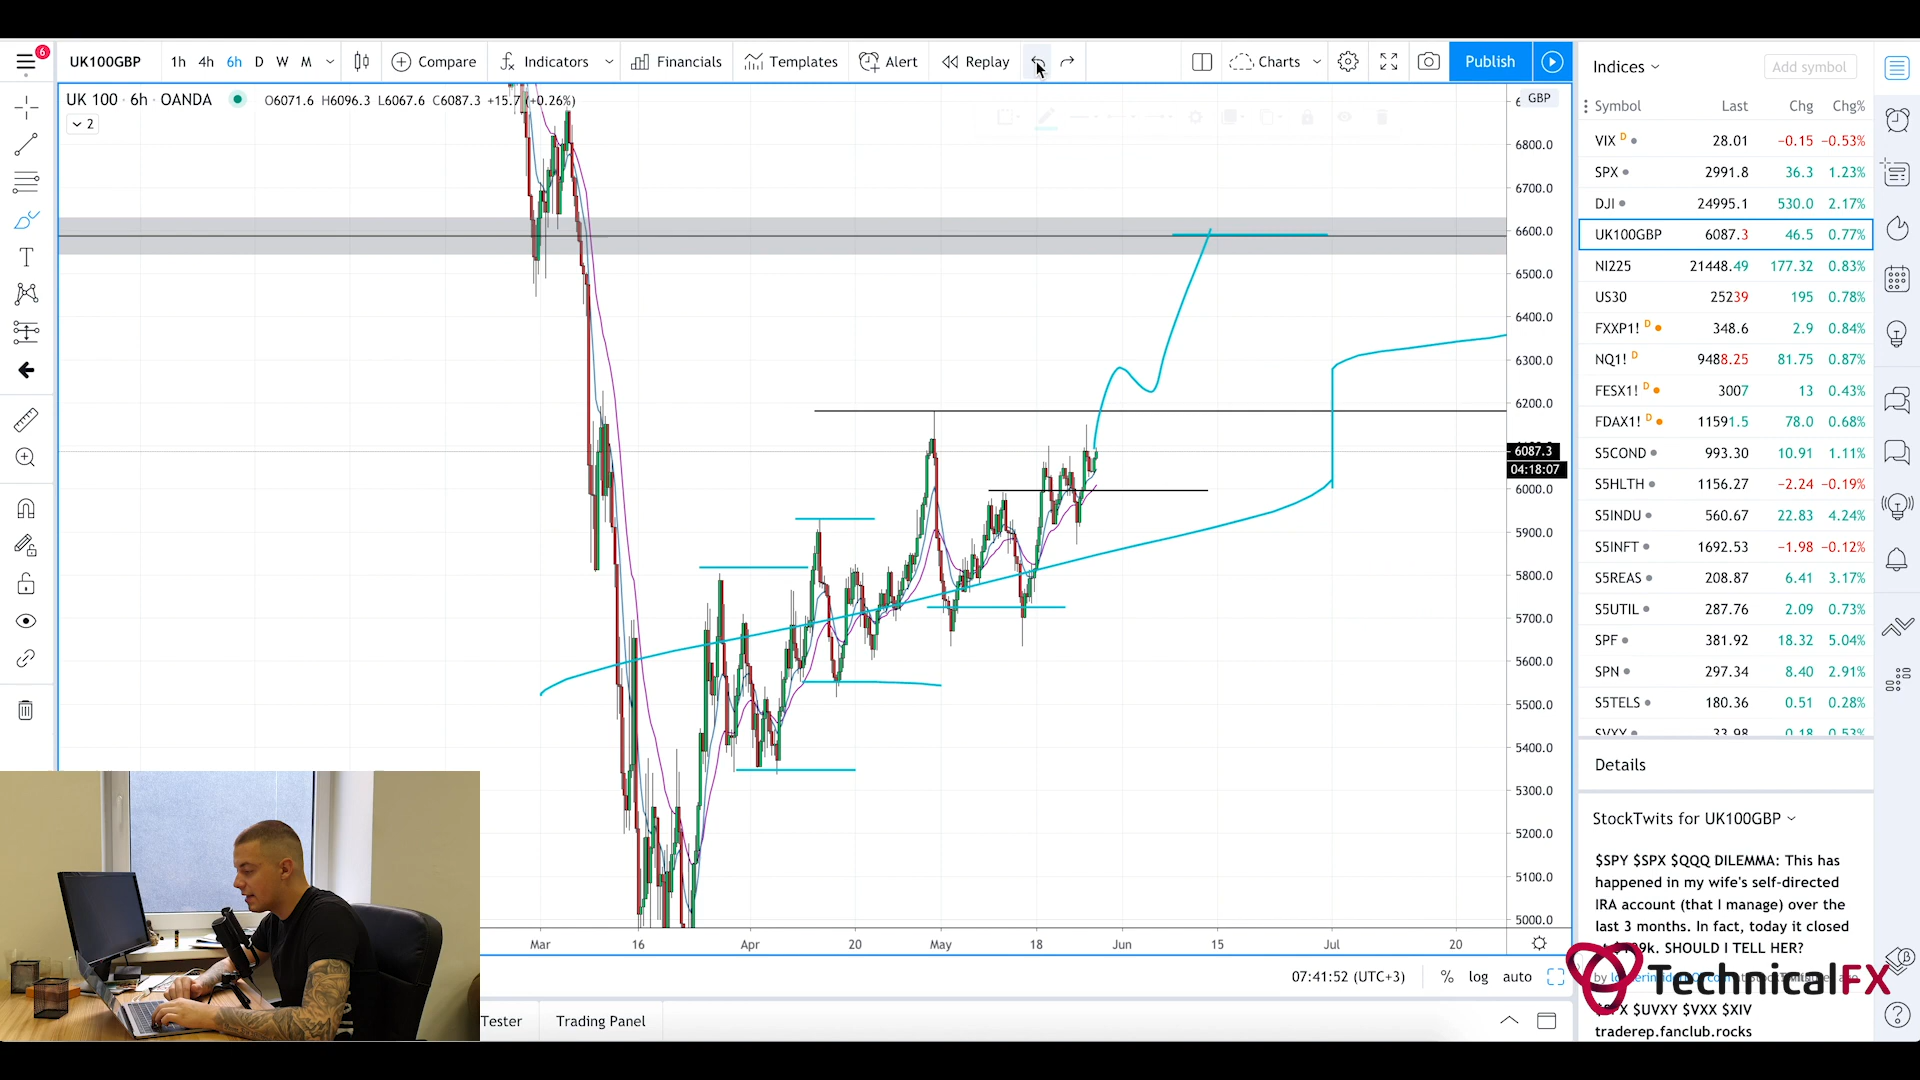 6
UK100GBP 1h 4h 6h D W M Compare Indicators Financials Templates Alert Replay Charts Publish
Indices Add symbol
UK 100 · 6h · OANDA O6071.6 H6096.3 L6067.6 C6087.3 +15.7 (+0.26%)
GBP
2
Symbol Last Chg Chg%
VIX D 28.01 −0.15 −0.53%
SPX 2991.8 36.3 1.23%
DJI 24995.1 530.0 2.17%
UK100GBP 6087.3 46.5 0.77%
NI225 21448.49 177.32 0.83%
US30 25239 195 0.78%
FXXP1! D 348.6 2.9 0.84%
NQ1! D 9488.25 81.75 0.87%
FESX1! D 3007 13 0.43%
FDAX1! D 11591.5 78.0 0.68%
S5COND 993.30 10.91 1.11%
S5HLTH 1156.27 −2.24 −0.19%
S5INDU 560.67 22.83 4.24%
S5INFT 1692.53 −1.98 −0.12%
S5REAS 208.87 6.41 3.17%
S5UTIL 287.76 2.09 0.73%
SPF 381.92 18.32 5.04%
SPN 297.34 8.40 2.91%
S5TELS 180.36 0.51 0.28%
SVXY 33.98 0.18 0.53%
6800.0
6700.0
6600.0
6500.0
6400.0
6300.0
6200.0
6087.3
04:18:07
6000.0
5900.0
5800.0
5700.0
5600.0
5500.0
5400.0
5300.0
5200.0
5100.0
5000.0
Mar 16 Apr 20 May 18 Jun 15 Jul 20
07:41:52 (UTC+3) % log auto
Tester Trading Panel
Details
StockTwits for UK100GBP
$SPY $SPX $QQQ DILEMMA: This has
happened in my wife's self-directed
IRA account (that I manage) over the
last 3 months. In fact, today it closed
SHOULD I TELL HER?
by
TechnicalFX
$UVXY $VXX $XIV
traderep.fanclub.rocks